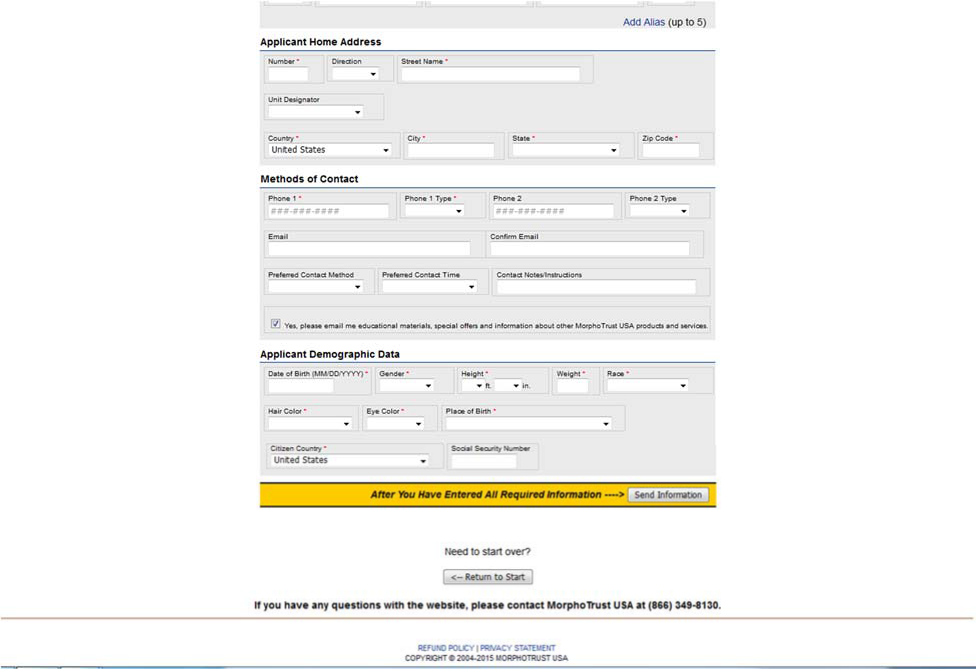 Add Alias (up to 5)
Applicant Home Address
Number * Direction Street Name *
Unit Designator
Country * City * State * Zip Code *
United States
Methods of Contact
Phone 1 * Phone 1 Type * Phone 2 Phone 2 Type
###-###-#### ###-###-####
Email Confirm Email
Preferred Contact Method Preferred Contact Time Contact Notes/Instructions
Yes, please email me educational materials, special offers and information about other MorphoTrust USA products and services.
Applicant Demographic Data
Date of Birth (MM/DD/YYYY) * Gender * Height * Weight * Race *
ft. in.
Hair Color * Eye Color * Place of Birth *
Citizen Country * Social Security Number
United States
After You Have Entered All Required Information ----> Send Information
Need to start over?
<-- Return to Start
If you have any questions with the website, please contact MorphoTrust USA at (866) 349-8130.
REFUND POLICY | PRIVACY STATEMENT
COPYRIGHT © 2004-2015 MORPHOTRUST USA